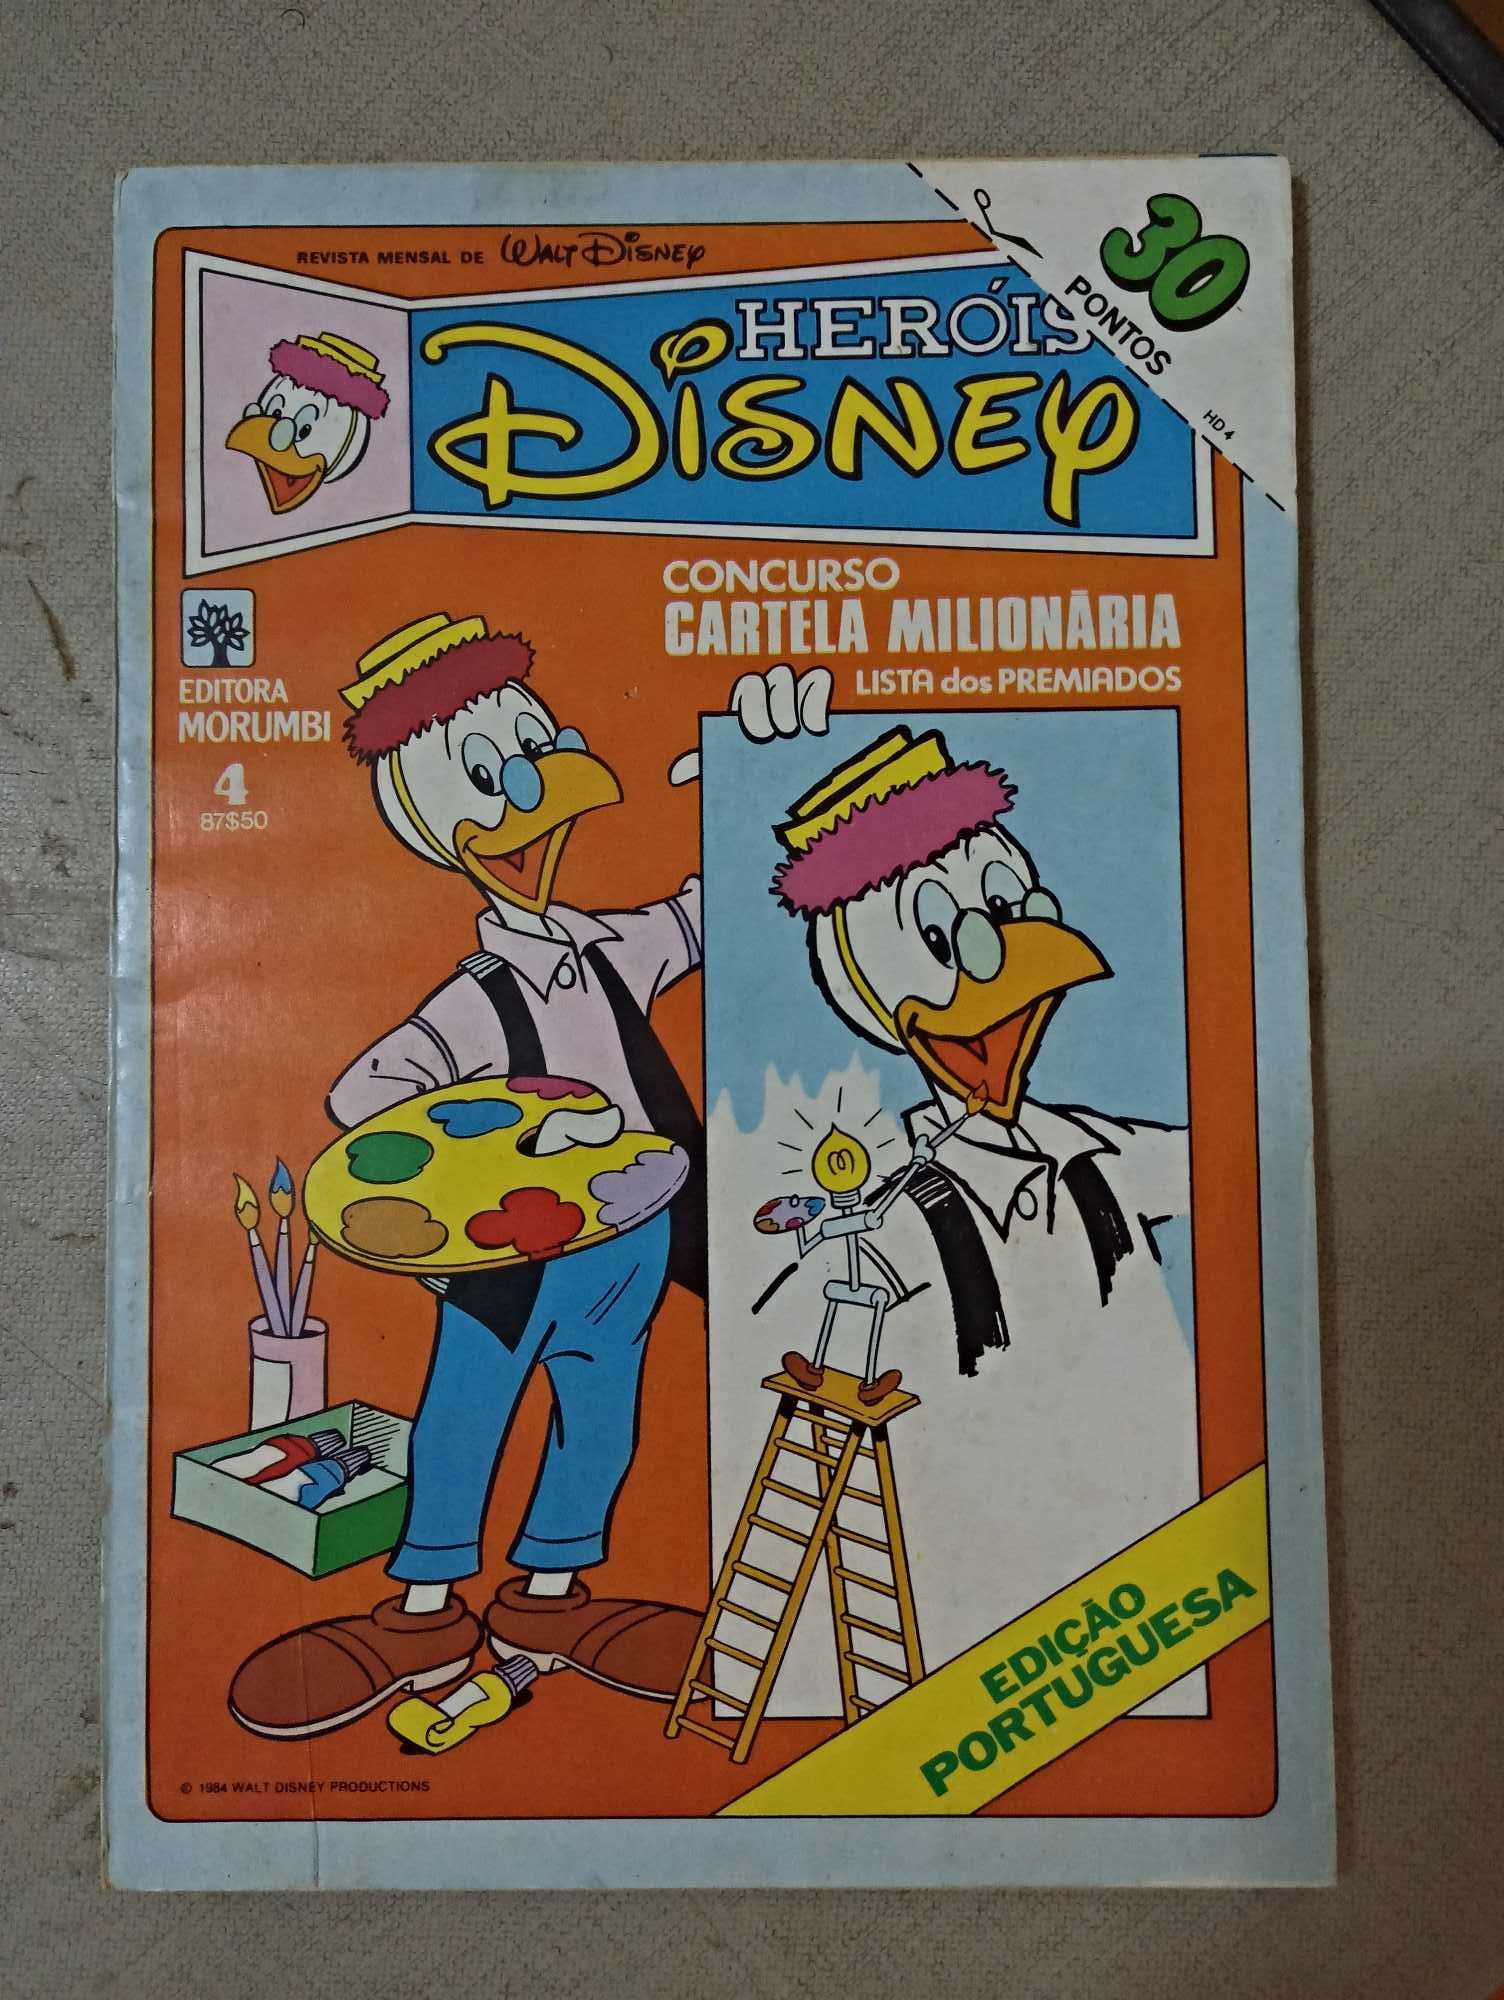 REVISTA MENSAL DE WALT DISNEY
HERÓIS
DISNEY
30
PONTOS
HD 4
CONCURSO
CARTELA MILIONÁRIA
LISTA dos PREMIADOS
EDITORA
MORUMBI
4
87$50
EDIÇÃO
PORTUGUESA
© 1984 WALT DISNEY PRODUCTIONS